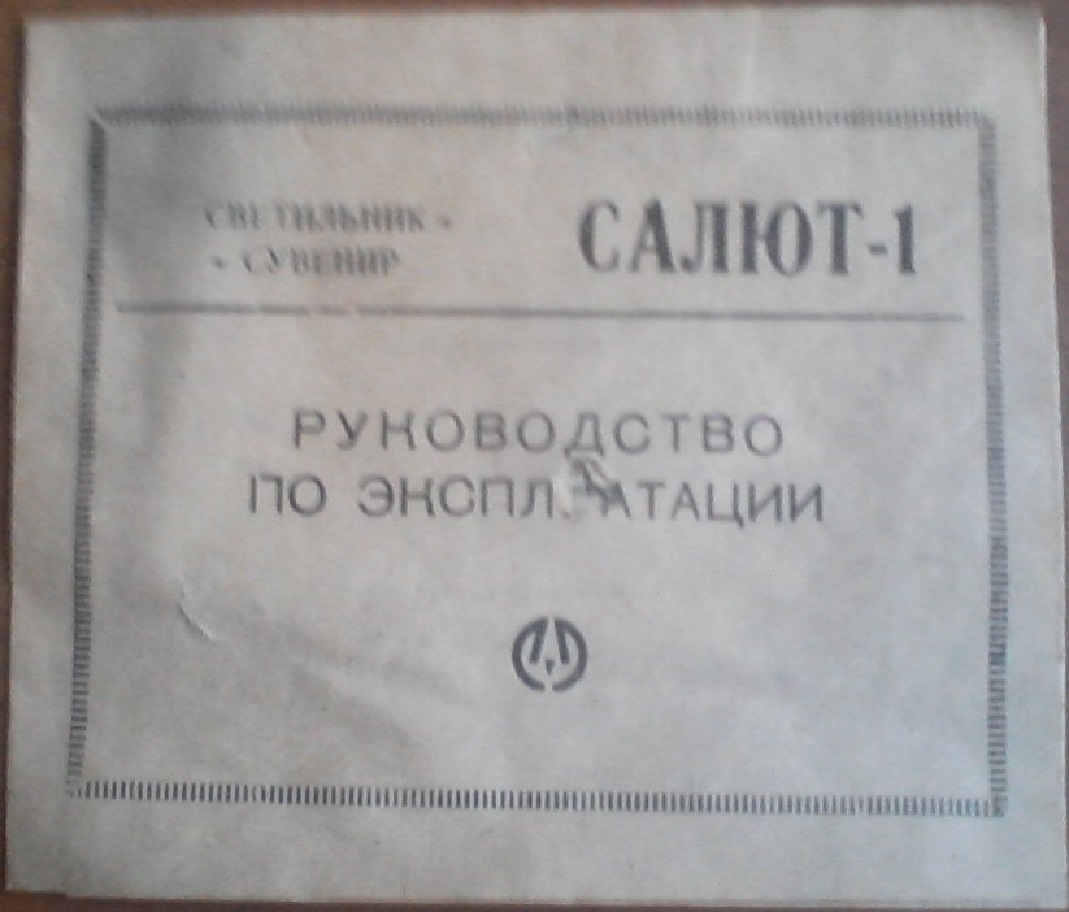 СВЕТИЛЬНИК -
- СУВЕНИР
САЛЮТ-1
РУКОВОДСТВО
ПО ЭКСПЛУАТАЦИИ